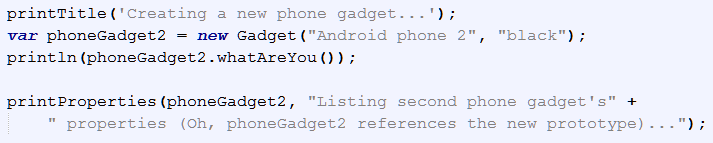 printTitle('Creating a new phone gadget...');
var phoneGadget2 = new Gadget("Android phone 2", "black");
println(phoneGadget2.whatAreYou());
printProperties(phoneGadget2, "Listing second phone gadget's" +
" properties (Oh, phoneGadget2 references the new prototype)...");